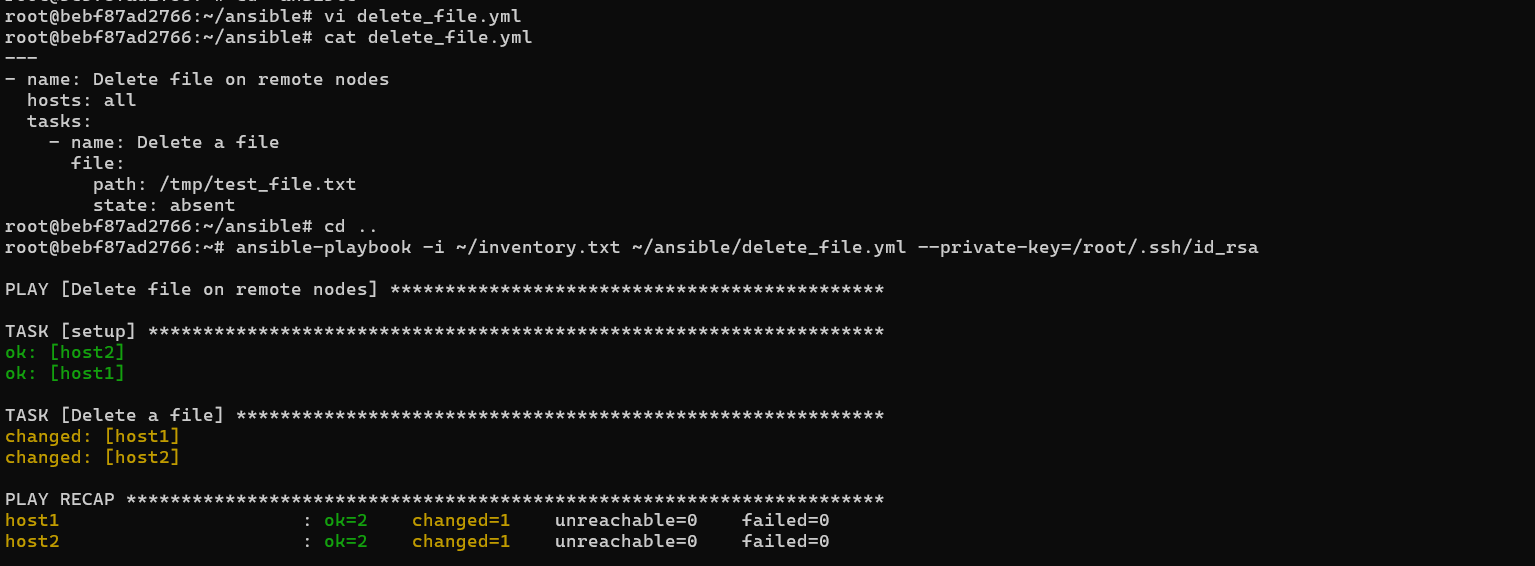 root@bebf87ad2766:~/ansible# vi delete_file.yml
root@bebf87ad2766:~/ansible# cat delete_file.yml
---
- name: Delete file on remote nodes
  hosts: all
  tasks:
    - name: Delete a file
      file:
        path: /tmp/test_file.txt
        state: absent
root@bebf87ad2766:~/ansible# cd ..
root@bebf87ad2766:~# ansible-playbook -i ~/inventory.txt ~/ansible/delete_file.yml --private-key=/root/.ssh/id_rsa

PLAY [Delete file on remote nodes] *********************************************

TASK [setup] *******************************************************************
ok: [host2]
ok: [host1]

TASK [Delete a file] ***********************************************************
changed: [host1]
changed: [host2]

PLAY RECAP *********************************************************************
host1                      : ok=2    changed=1    unreachable=0    failed=0
host2                      : ok=2    changed=1    unreachable=0    failed=0